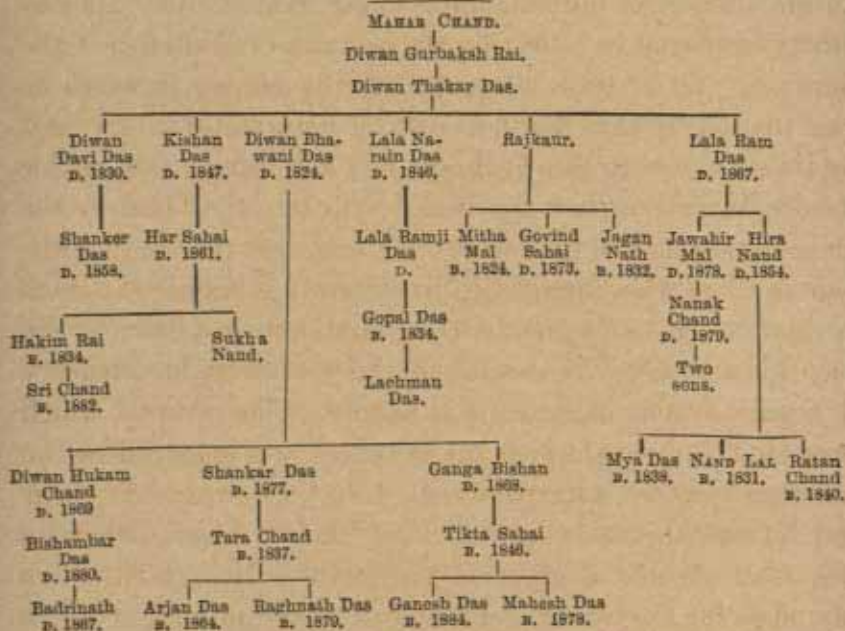 MAHAR CHAND.
Diwan Gurbaksh Rai.
Diwan Thakar Das.
Diwan
Davi Das
D. 1830.
Kishan
Das
D. 1847.
Diwan Bha-
wani Das
D. 1824.
Lala Na-
rain Das
D. 1846.
Rajkaur.
Lala Ram
Das
D. 1867.
Shanker
Das
D. 1858.
Har Sahai
D. 1861.
Lala Ramji
Das
D.
Mitha
Mal
B. 1824.
Govind
Sahai
D. 1873.
Jagan
Nath
B. 1832.
Jawahir
Mal
D. 1878.
Hira
Nand
D. 1854.
Hakim Rai
B. 1834.
Sukha
Nand.
Gopal Das
B. 1834.
Nanak
Chand
D. 1879.
Sri Chand
B. 1882.
Lachman
Das.
Two
sons.
Diwan Hukam
Chand
D. 1869
Shankar Das
D. 1877.
Ganga Bishan
D. 1868.
Mya Das
B. 1838.
NAND LAL
B. 1831.
Ratan
Chand
B. 1840.
Bishambar
Das
D. 1880.
Tara Chand
B. 1837.
Tikta Sahai
B. 1846.
Badrinath
B. 1867.
Arjan Das
B. 1864.
Raghnath Das
B. 1879.
Ganesh Das
B. 1884.
Mahesh Das
B. 1878.